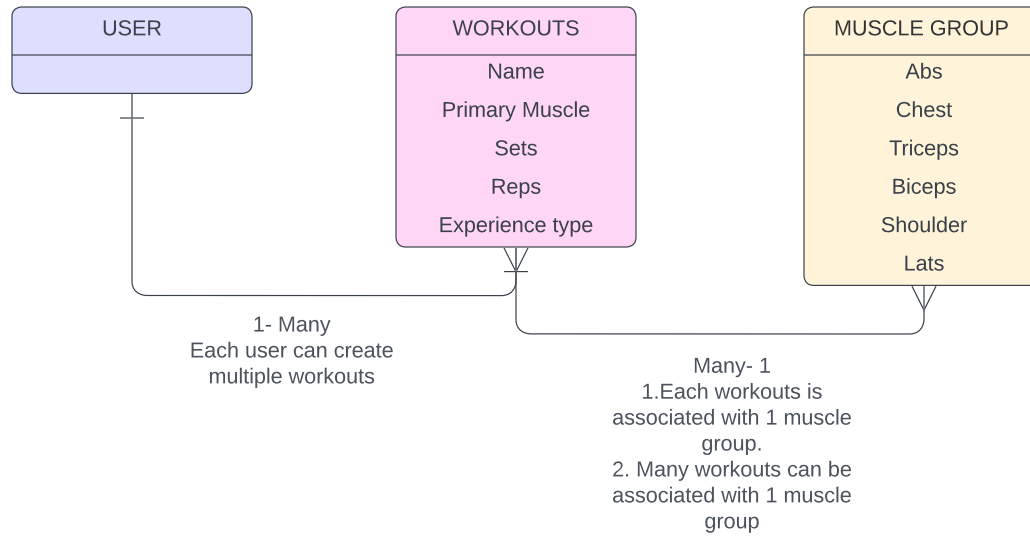 USER
WORKOUTS
Name
Primary Muscle
Sets
Reps
Experience type
MUSCLE GROUP
Abs
Chest
Triceps
Biceps
Shoulder
Lats
1- Many
Each user can create
multiple workouts
Many- 1
1.Each workouts is
associated with 1 muscle
group.
2. Many workouts can be
associated with 1 muscle
group